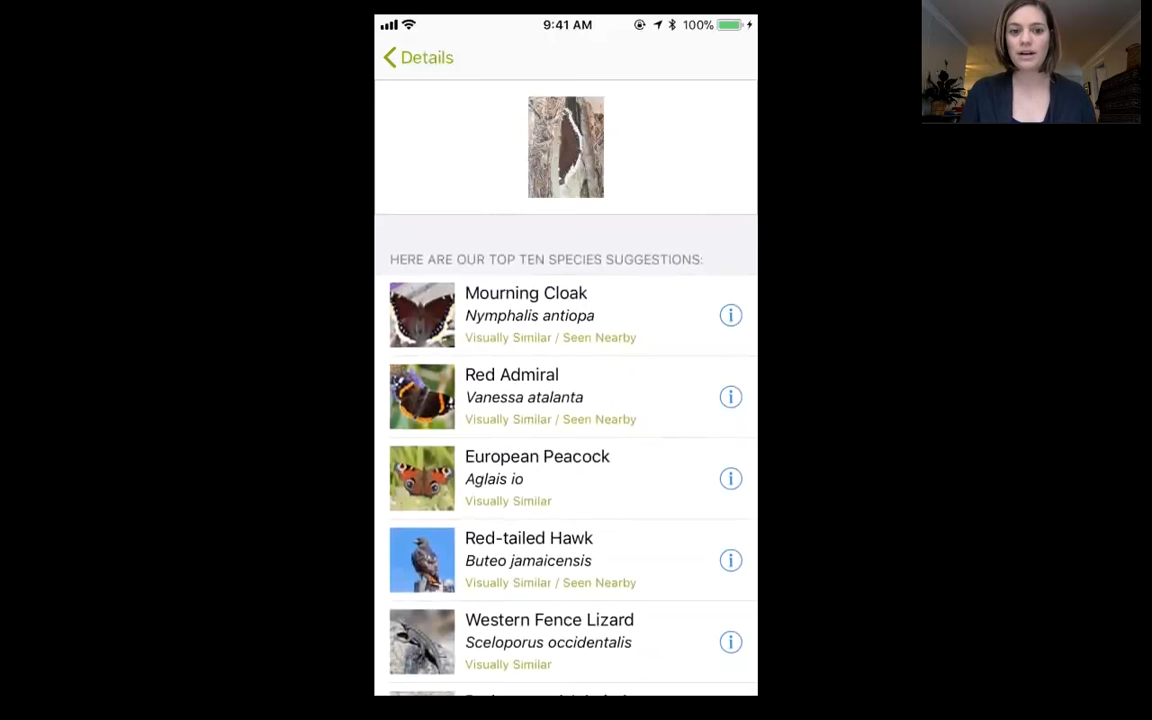 9:41 AM
100%
Details
HERE ARE OUR TOP TEN SPECIES SUGGESTIONS:
Mourning Cloak
Nymphalis antiopa
Visually Similar / Seen Nearby
Red Admiral
Vanessa atalanta
Visually Similar / Seen Nearby
European Peacock
Aglais io
Visually Similar
Red-tailed Hawk
Buteo jamaicensis
Visually Similar / Seen Nearby
Western Fence Lizard
Sceloporus occidentalis
Visually Similar